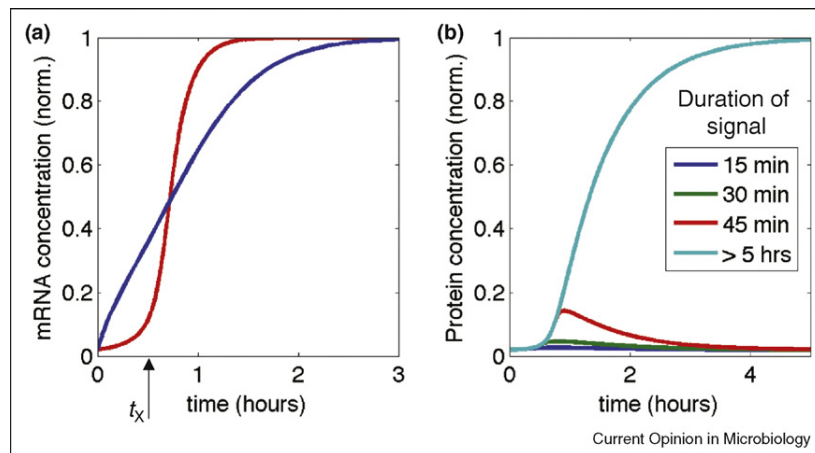 (a)
mRNA concentration (norm.)
1
0.8
0.6
0.4
0.2
0
0
1
2
3
tX
time (hours)
(b)
Protein concentration (norm.)
1
0.8
0.6
0.4
0.2
0
0
2
4
time (hours)
Duration of
signal
15 min
30 min
45 min
> 5 hrs
Current Opinion in Microbiology